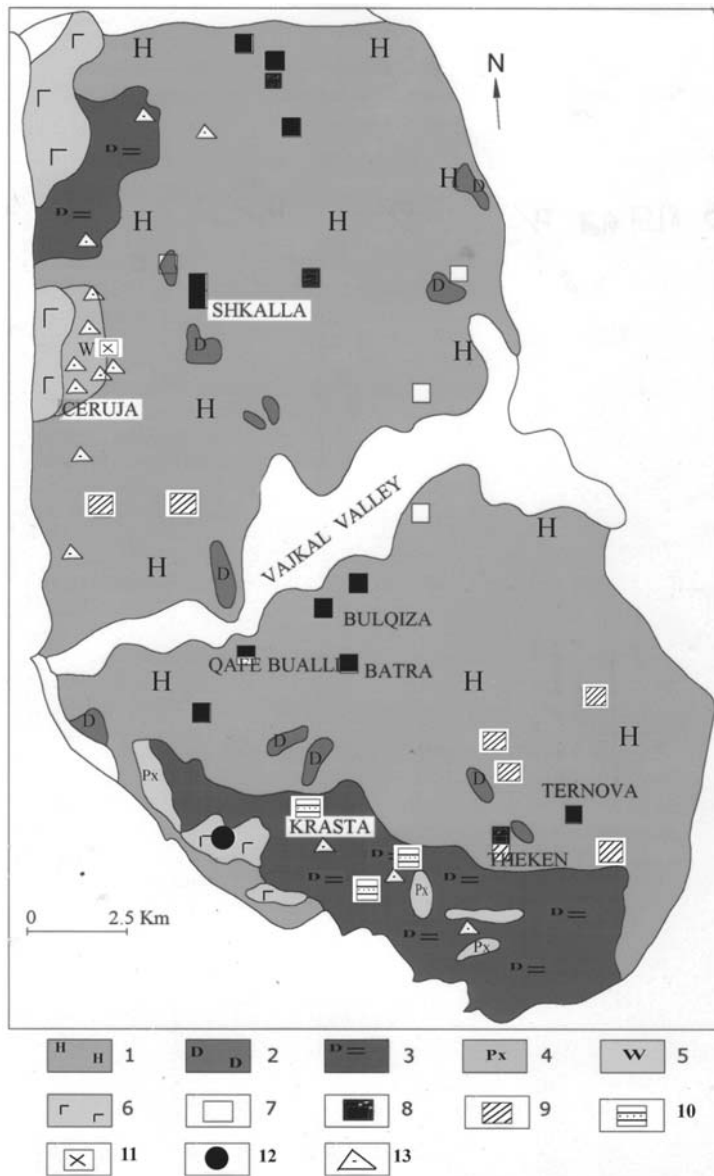 Γ H H
N
Γ
Γ D =
H D
D = H H
SHKALLA
Γ
W D H
Γ
CERUJA H
VAJKAL VALLEY
H
H D
BULQIZA
QAFE BUALLI BATRA
H H
D H
D D
Px D
TERNOVA
KRASTA
Γ Γ D = THEKEN
D = Px D =
Γ
0 2.5 Km D = D =
Px D =
H H 1 D D 2 D = 3 Px 4 W 5
Γ Γ 6 7 8 9 10
11 12 13